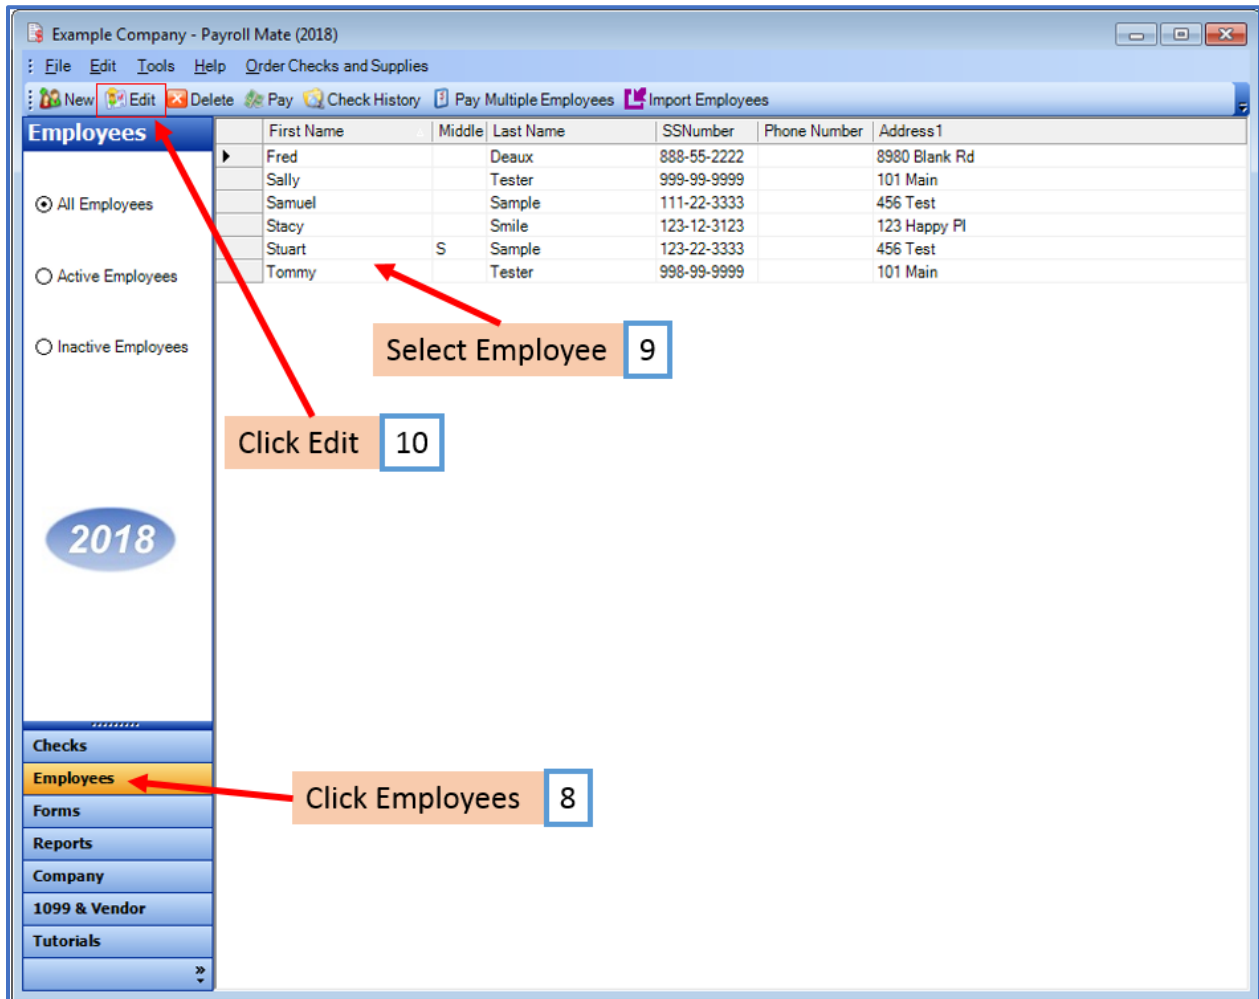 Example Company - Payroll Mate (2018)
File Edit Tools Help Order Checks and Supplies
New Edit Delete Pay Check History Pay Multiple Employees Import Employees
Employees
First Name Middle Last Name SSNumber Phone Number Address1
Fred Deaux 888-55-2222 8980 Blank Rd
Sally Tester 999-99-9999 101 Main
Samuel Sample 111-22-3333 456 Test
Stacy Smile 123-12-3123 123 Happy Pl
Stuart S Sample 123-22-3333 456 Test
Tommy Tester 998-99-9999 101 Main
All Employees
Active Employees
Inactive Employees
Select Employee 9
Click Edit 10
2018
Checks
Employees
Click Employees 8
Forms
Reports
Company
1099 & Vendor
Tutorials